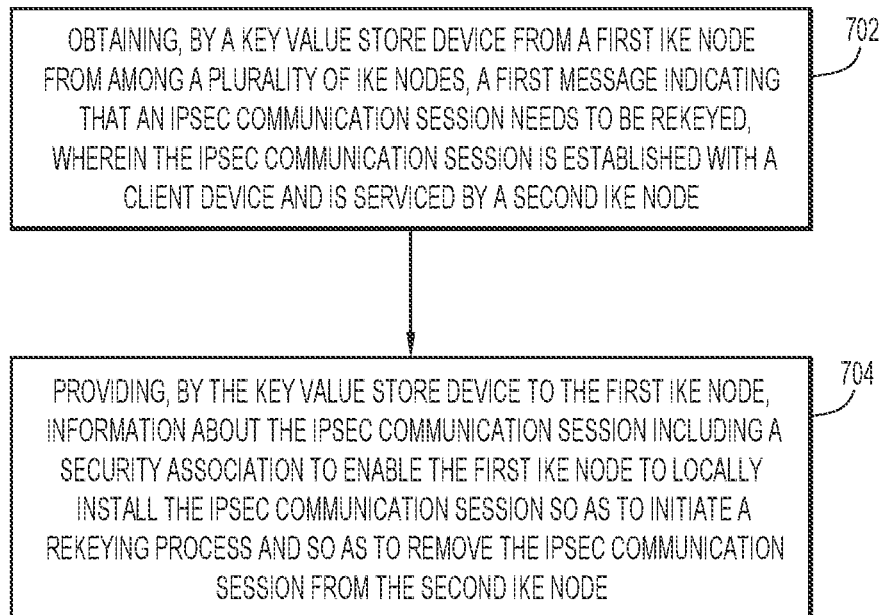 OBTAINING, BY A KEY VALUE STORE DEVICE FROM A FIRST IKE NODE
FROM AMONG A PLURALITY OF IKE NODES, A FIRST MESSAGE INDICATING
THAT AN IPSEC COMMUNICATION SESSION NEEDS TO BE REKEYED,
WHEREIN THE IPSEC COMMUNICATION SESSION IS ESTABLISHED WITH A
CLIENT DEVICE AND IS SERVICED BY A SECOND IKE NODE
702
PROVIDING, BY THE KEY VALUE STORE DEVICE TO THE FIRST IKE NODE,
INFORMATION ABOUT THE IPSEC COMMUNICATION SESSION INCLUDING A
SECURITY ASSOCIATION TO ENABLE THE FIRST IKE NODE TO LOCALLY
INSTALL THE IPSEC COMMUNICATION SESSION SO AS TO INITIATE A
REKEYING PROCESS AND SO AS TO REMOVE THE IPSEC COMMUNICATION
SESSION FROM THE SECOND IKE NODE
704